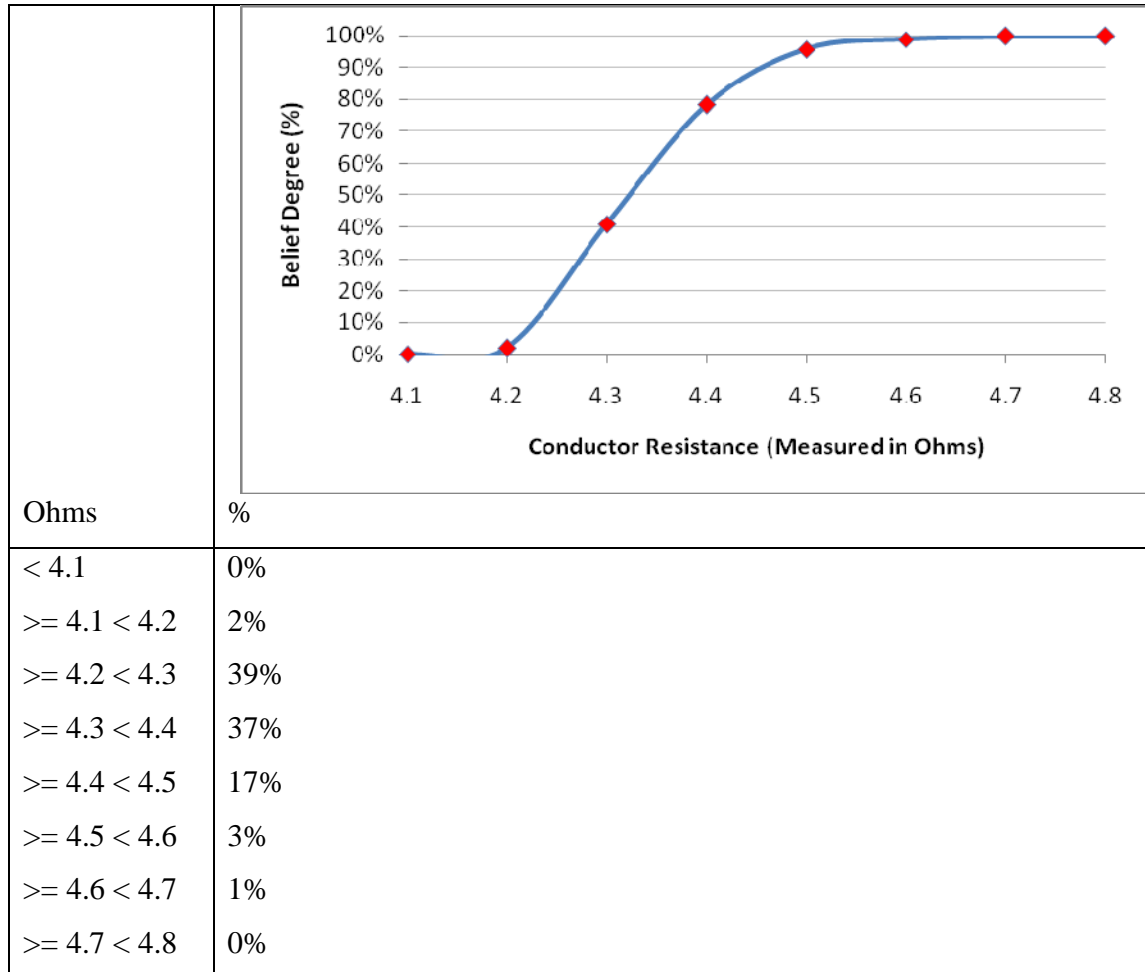 100%
90%
80%
70%
60%
50%
40%
30%
20%
10%
0%
Belief Degree (%)
4.1 4.2 4.3 4.4 4.5 4.6 4.7 4.8
Conductor Resistance (Measured in Ohms)
Ohms %
< 4.1 0%
>= 4.1 < 4.2 2%
>= 4.2 < 4.3 39%
>= 4.3 < 4.4 37%
>= 4.4 < 4.5 17%
>= 4.5 < 4.6 3%
>= 4.6 < 4.7 1%
>= 4.7 < 4.8 0%